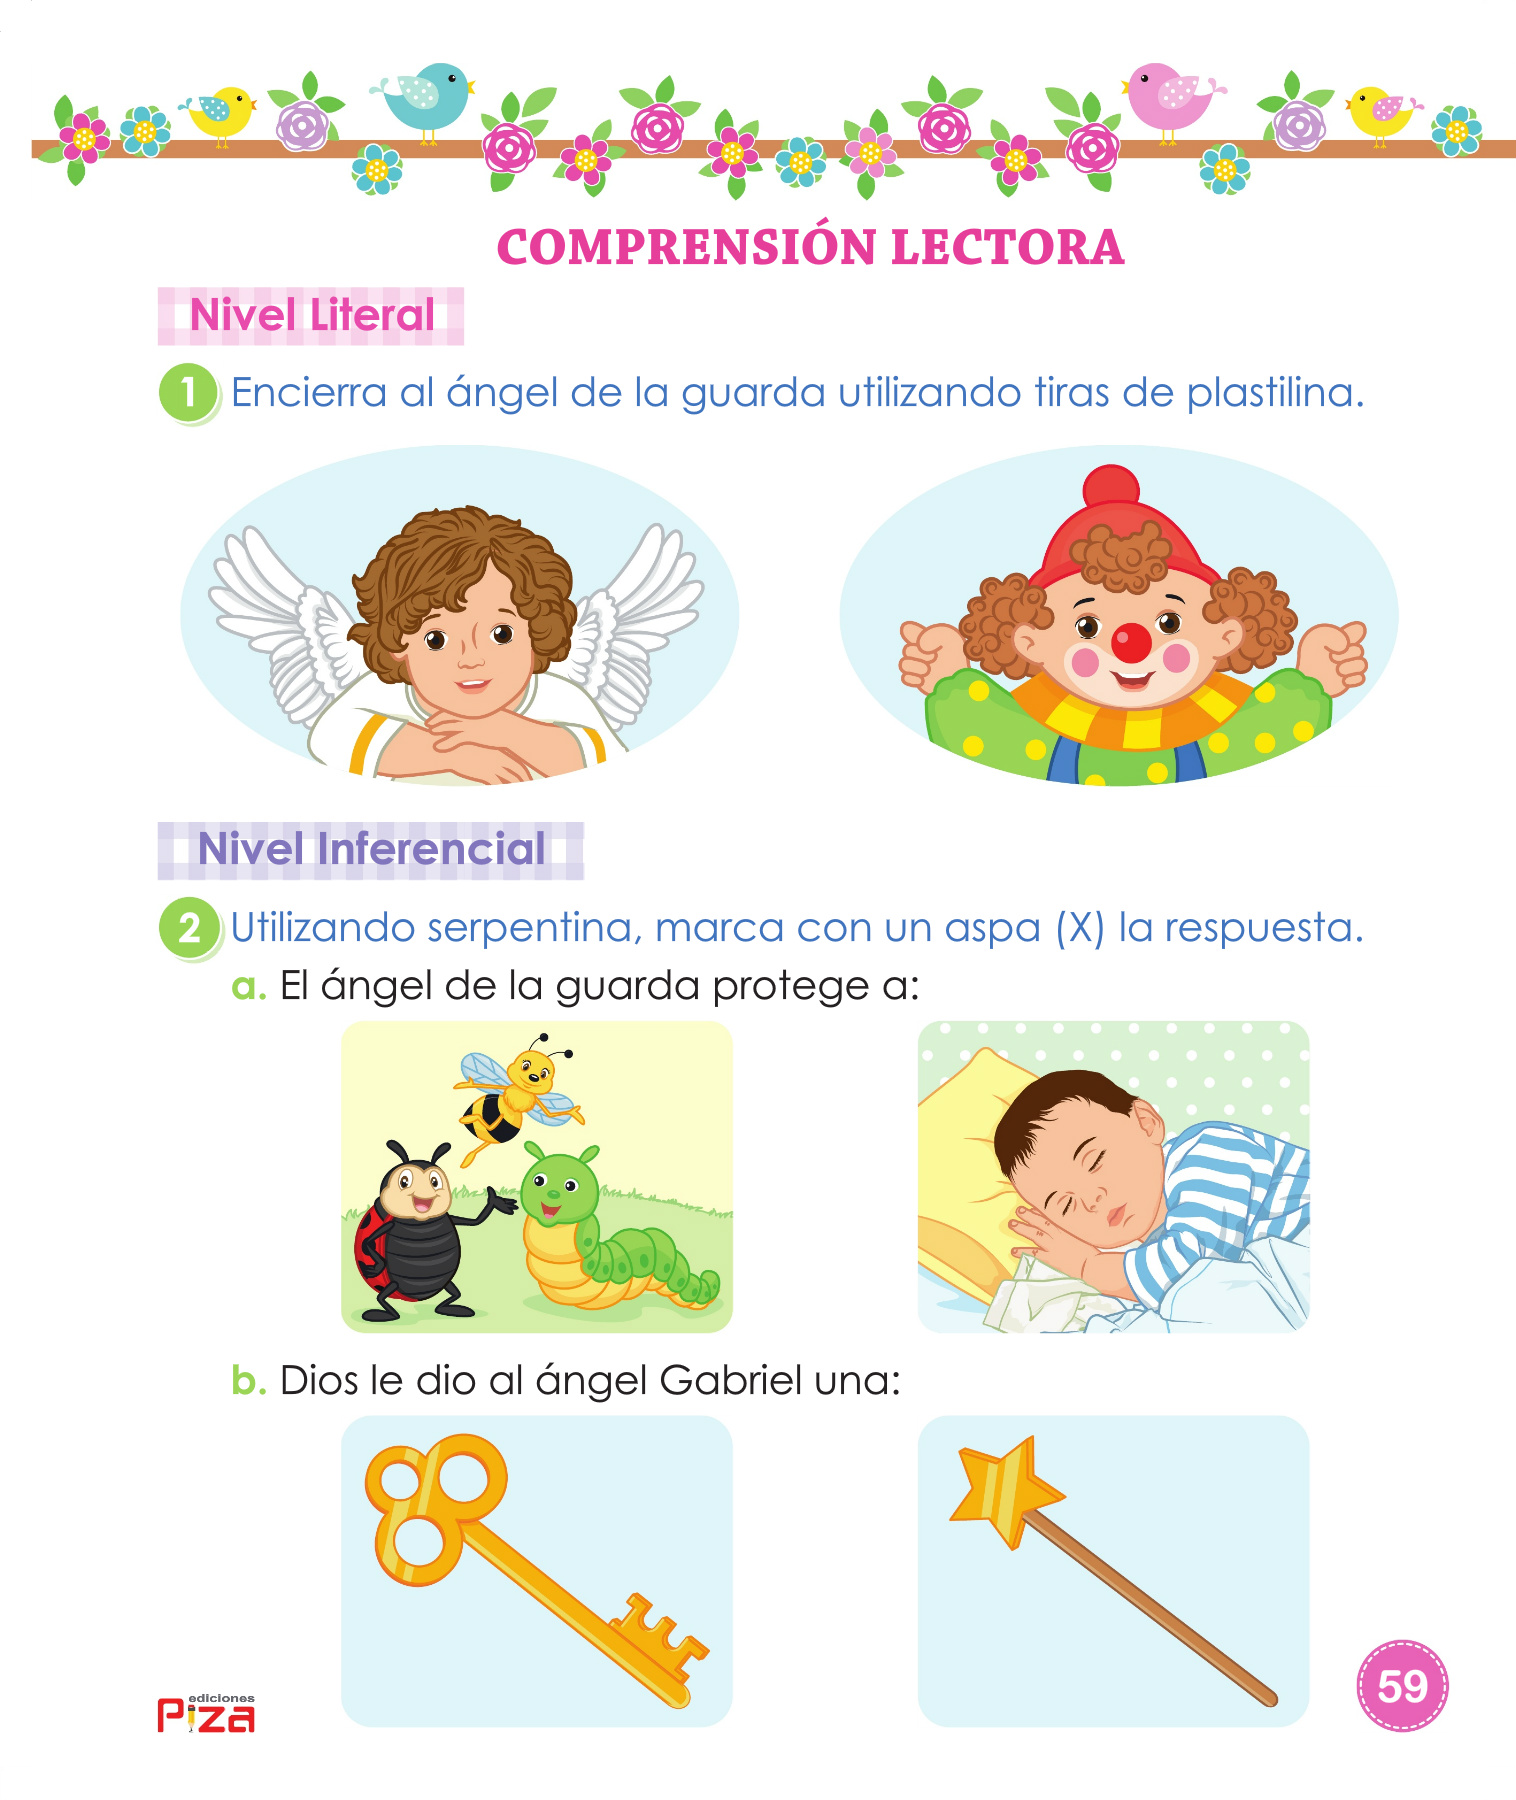 COMPRENSIÓN LECTORA
Nivel Literal
1 Encierra al ángel de la guarda utilizando tiras de plastilina.
Nivel Inferencial
2 Utilizando serpentina, marca con un aspa (X) la respuesta.
a. El ángel de la guarda protege a:
b. Dios le dio al ángel Gabriel una:
ediciones
Piza
59